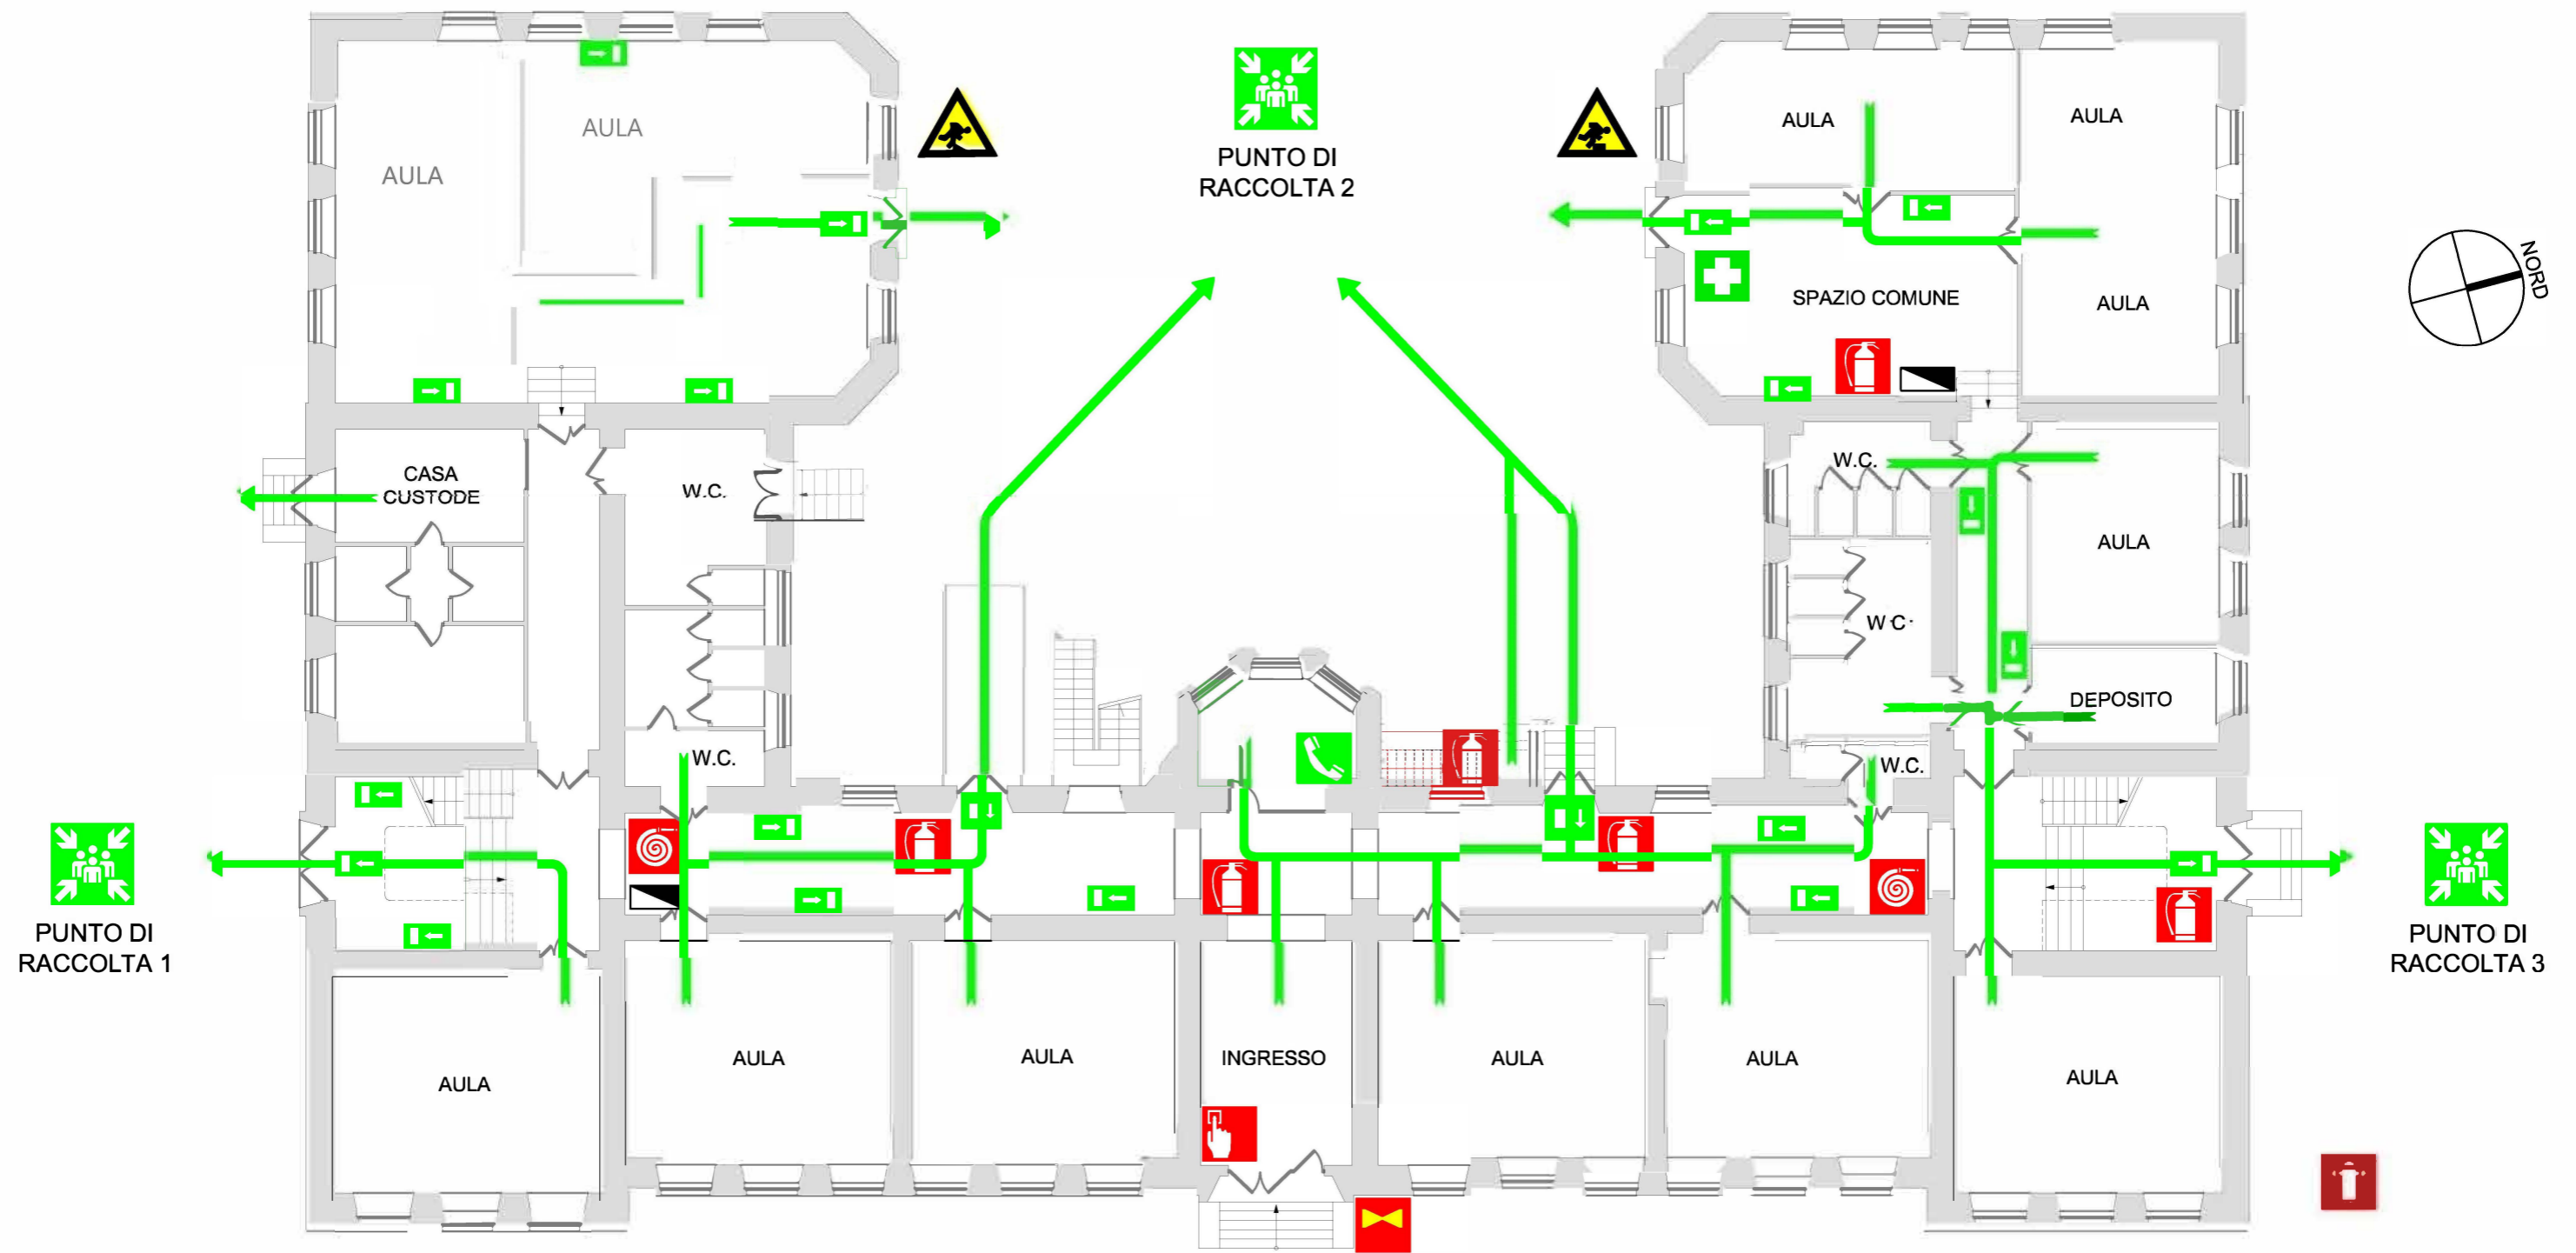 AULA
AULA
PUNTO DI
RACCOLTA 2
AULA
AULA
NORD
SPAZIO COMUNE
AULA
CASA
CUSTODE
W.C.
W.C.
AULA
W.C.
DEPOSITO
W.C.
W.C.
PUNTO DI
RACCOLTA 1
PUNTO DI
RACCOLTA 3
AULA
AULA
AULA
INGRESSO
AULA
AULA
AULA